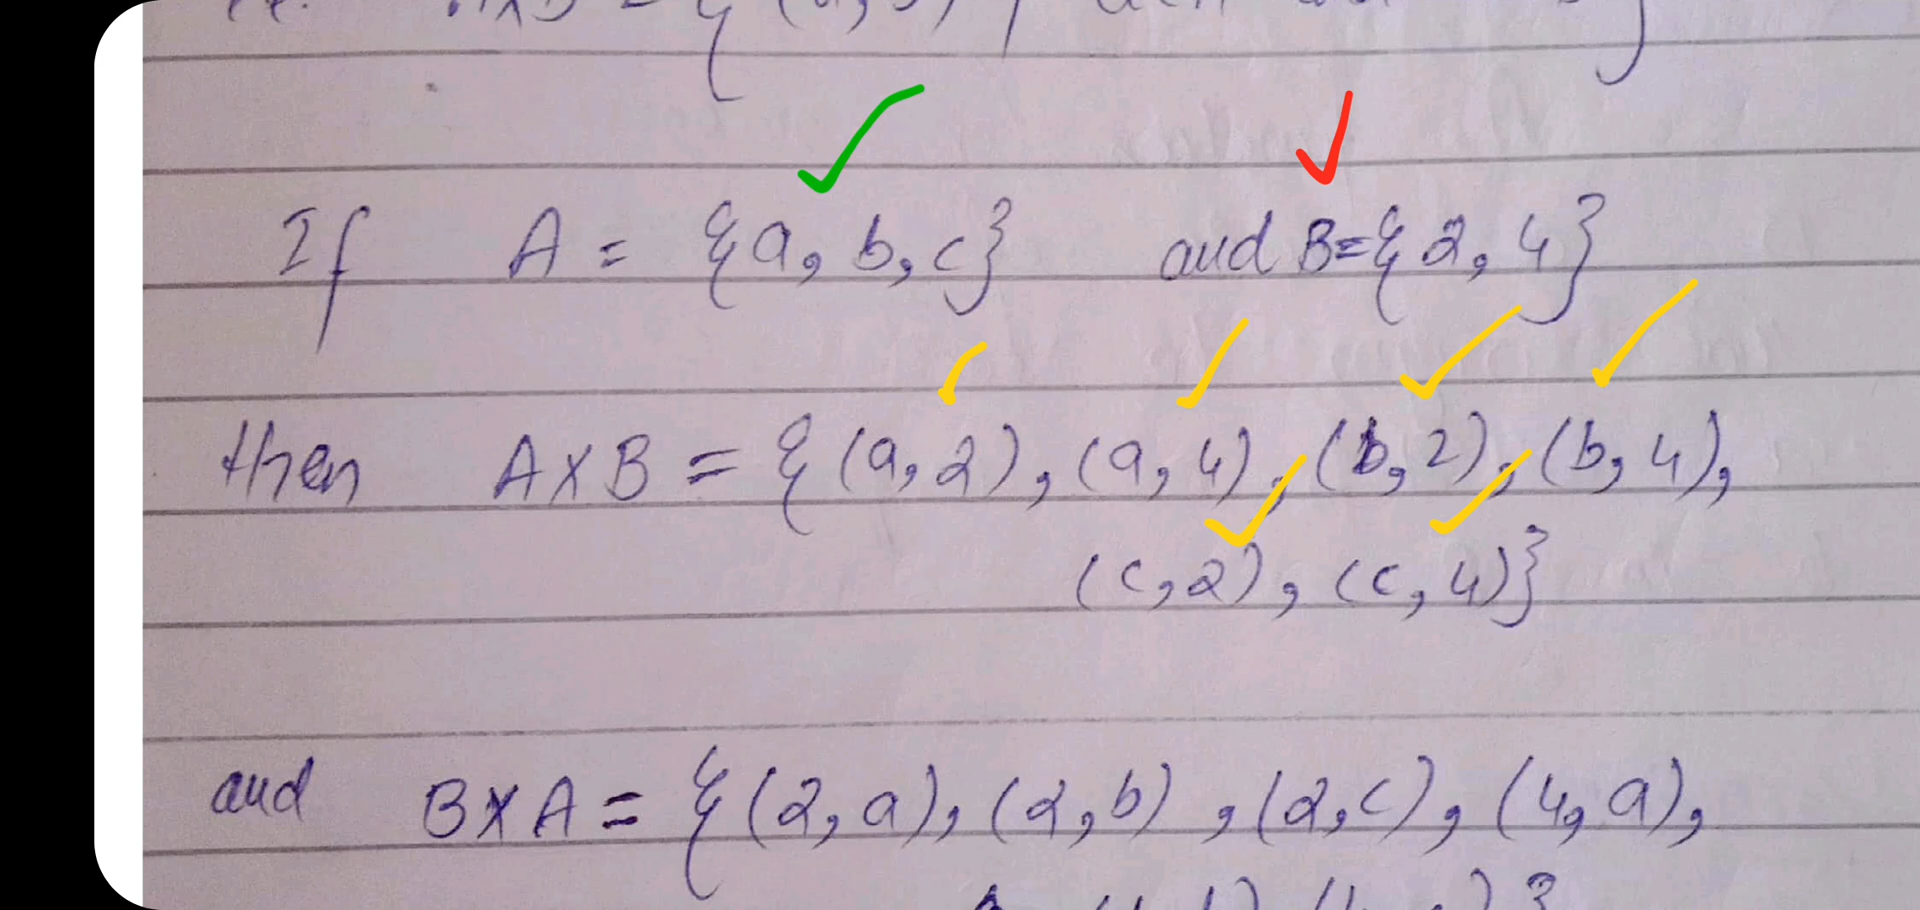 If A = {a, b, c} and B={2, 4}
then A x B = {(a, 2), (a, 4), (b, 2), (b, 4),
(c, 2), (c, 4)}
and B x A = {(2, a), (2, b), (2, c), (4, a),